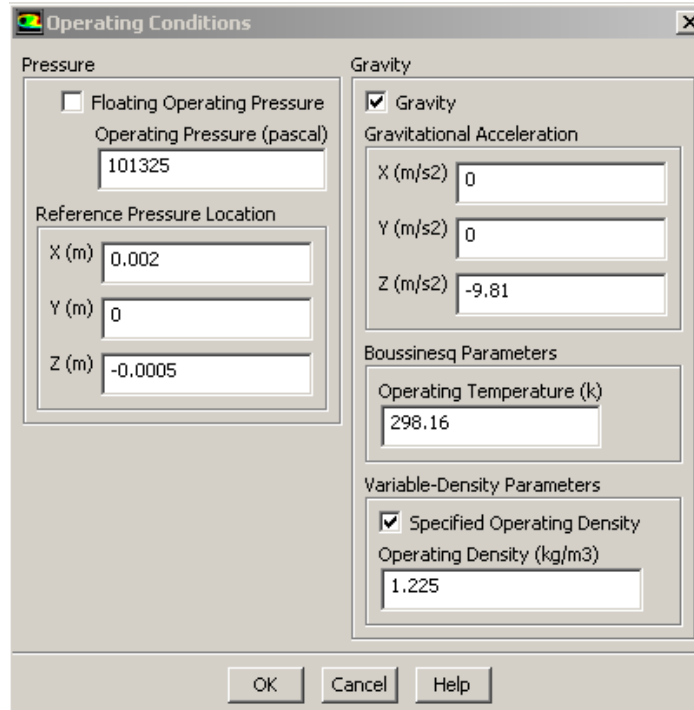 Operating Conditions
Pressure
Floating Operating Pressure
Operating Pressure (pascal)
101325
Reference Pressure Location
X (m) 0.002
Y (m) 0
Z (m) -0.0005
Gravity
Gravity
Gravitational Acceleration
X (m/s2) 0
Y (m/s2) 0
Z (m/s2) -9.81
Boussinesq Parameters
Operating Temperature (k)
298.16
Variable-Density Parameters
Specified Operating Density
Operating Density (kg/m3)
1.225
OK Cancel Help